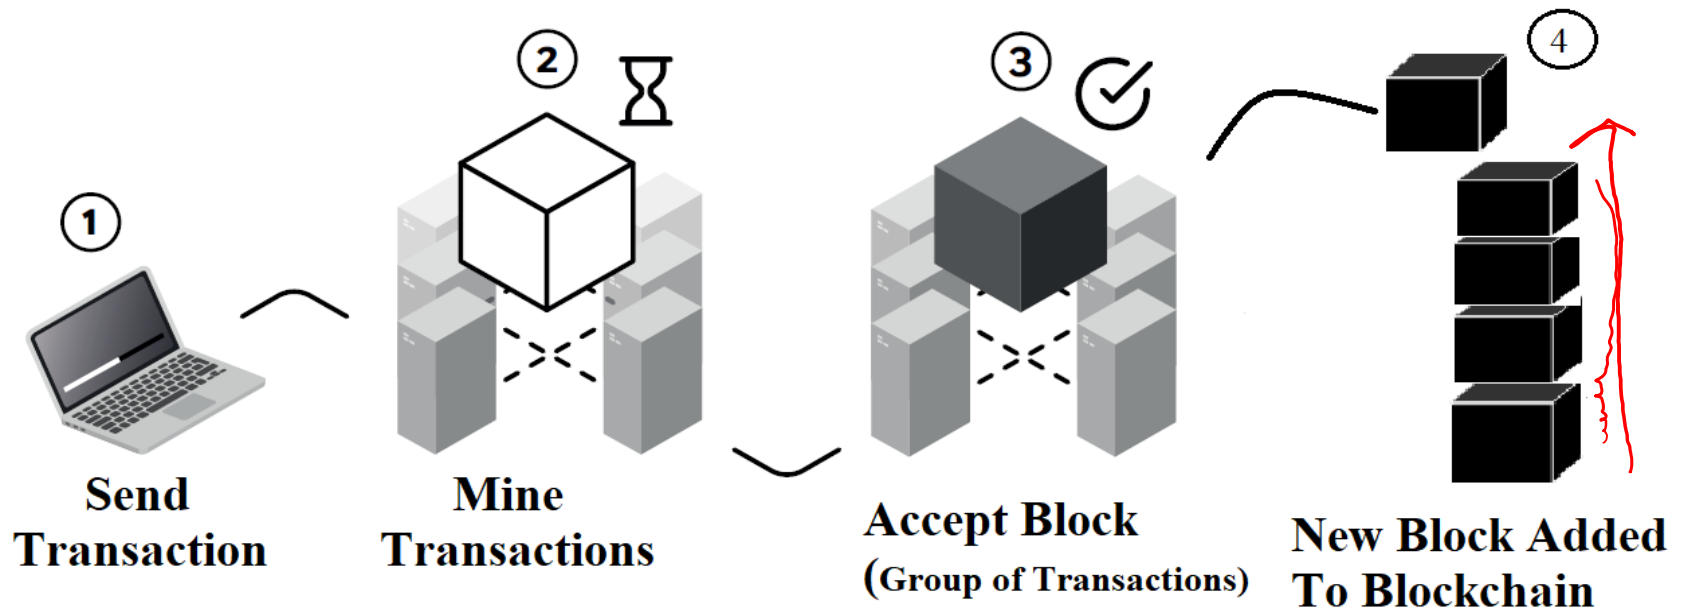 1
Send
Transaction
2
Mine
Transactions
3
Accept Block
(Group of Transactions)
4
New Block Added
To Blockchain